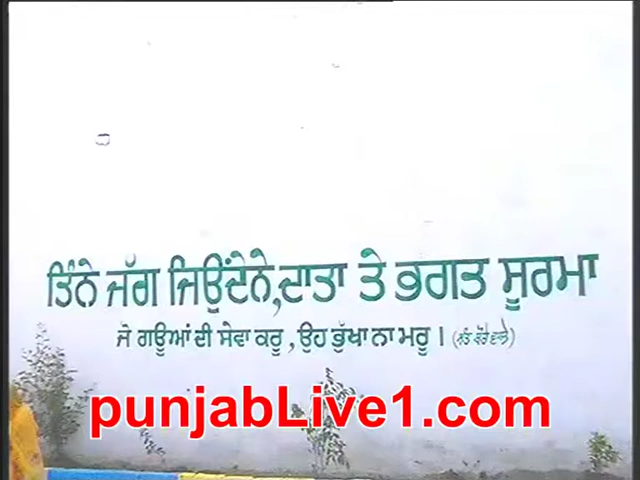 ਤਿੰਨੇ ਜੱਗ ਜਿਉਂਦੇਨੇ,ਦਾਤਾ ਤੇ ਭਗਤ ਸੂਰਮਾ
ਜੋ ਗਊਆਂ ਦੀ ਸੇਵਾ ਕਰੂ ,ਉਹ ਭੁੱਖਾ ਨਾ ਮਰੂ ।
punjabLive1.com